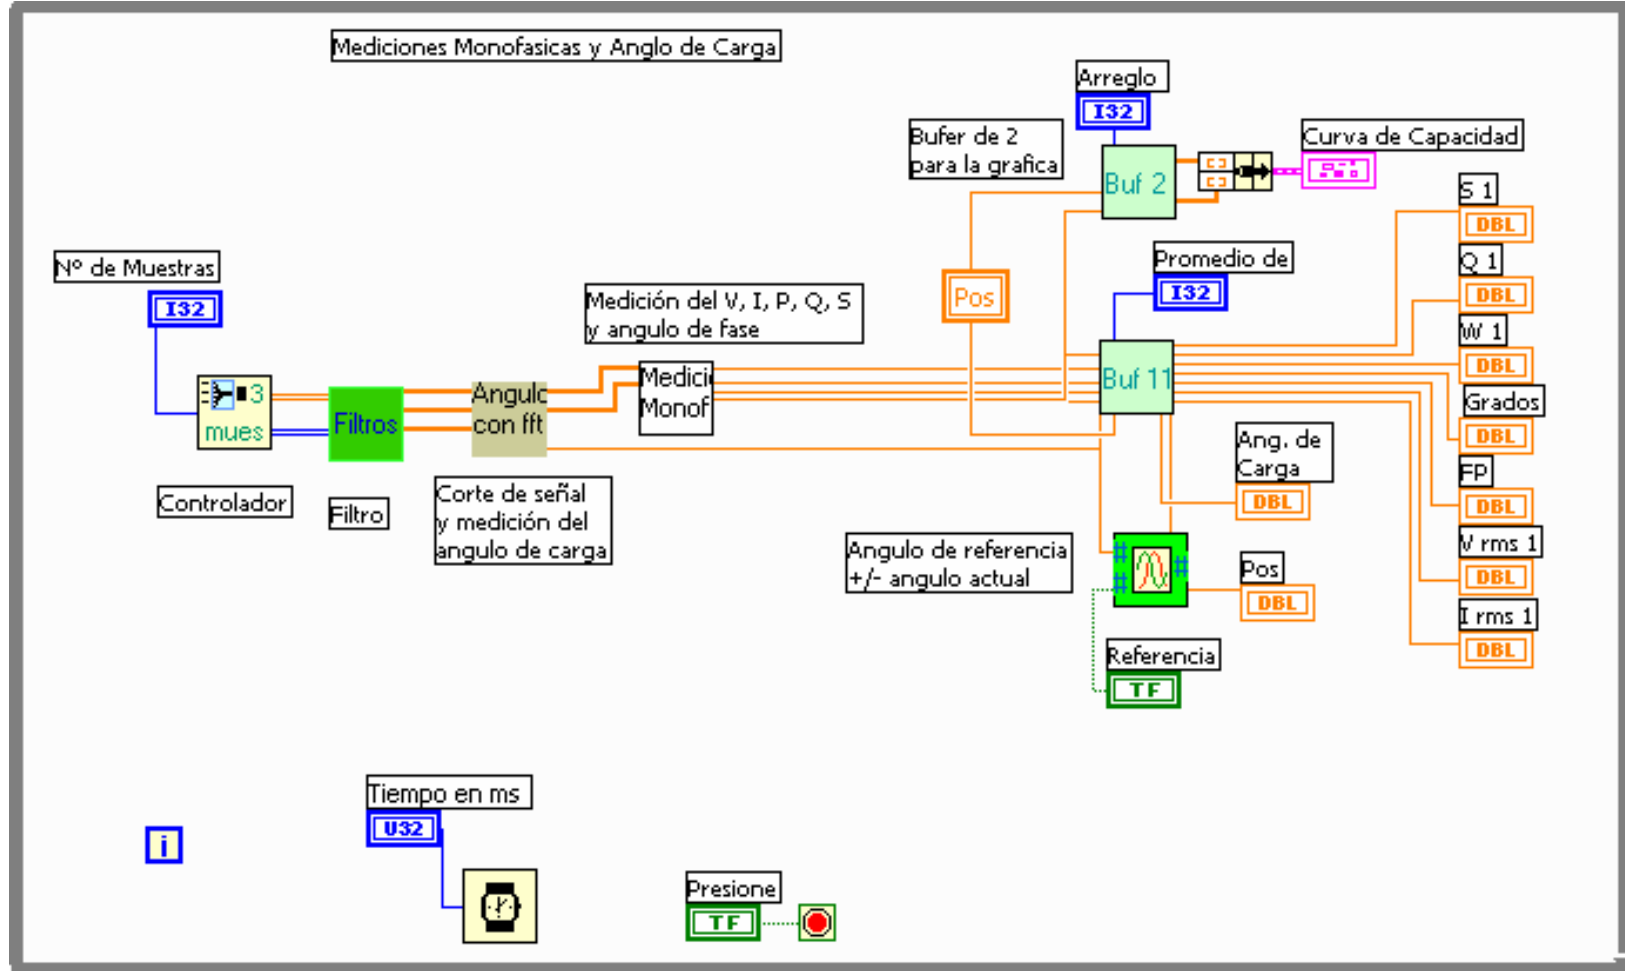 Mediciones Monofasicas y Anglo de Carga
Arreglo
I32
Bufer de 2
para la grafica
Buf 2
Curva de Capacidad
S 1
DBL
Nº de Muestras
I32
Promedio de
I32
Q 1
DBL
Pos
Medición del V, I, P, Q, S
y angulo de fase
W 1
DBL
3
mues
Filtros
Angulo
con fft
Medici
Monof
Buf 11
Grados
DBL
Ang. de
Carga
DBL
FP
DBL
Controlador
Filtro
Corte de señal
y medición del
angulo de carga
Angulo de referencia
+/- angulo actual
Pos
DBL
V rms 1
DBL
I rms 1
DBL
Referencia
TF
Tiempo en ms
U32
i
Presione
TF